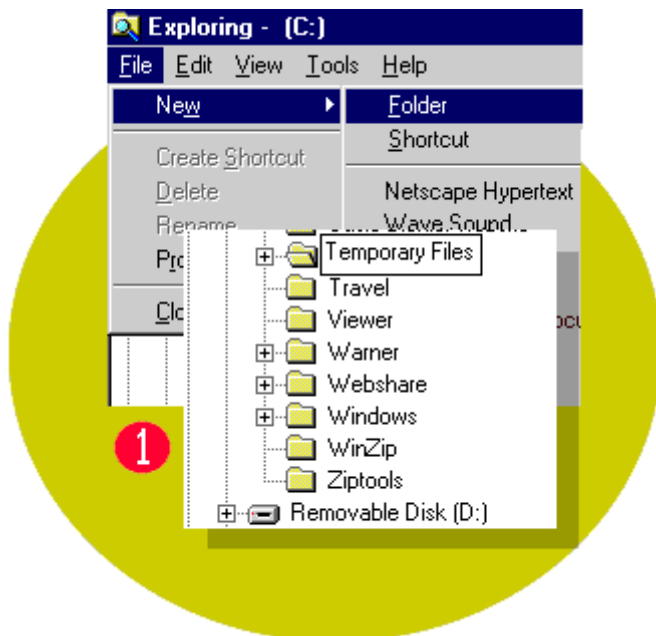 Exploring - (C:)
File Edit View Tools Help
New
Folder
Shortcut
Create Shortcut
Delete
Netscape Hypertext
Rename
Wave Sound
Temporary Files
Travel
Viewer
Warner
Webshare
Windows
WinZip
Ziptools
Removable Disk (D:)
1